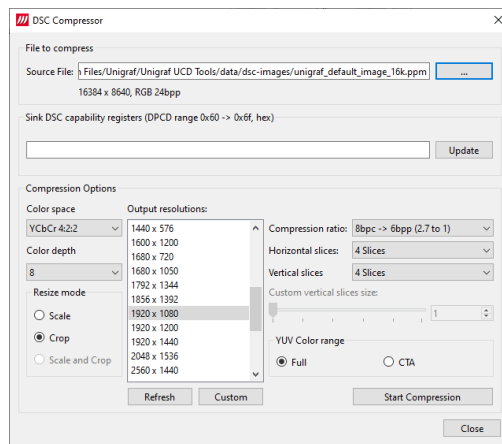 DSC Compressor
File to compress
Source File: n Files/Unigraf/Unigraf UCD Tools/data/dsc-images/unigraf_default_image_16k.ppm ...
16384 x 8640, RGB 24bpp
Sink DSC capability registers (DPCD range 0x60 -> 0x6f, hex)
Update
Compression Options
Color space
YCbCr 4:2:2
Color depth
8
Resize mode
Scale
Crop
Scale and Crop
Output resolutions:
1440 x 576
1600 x 1200
1680 x 720
1680 x 1050
1792 x 1344
1856 x 1392
1920 x 1080
1920 x 1200
1920 x 1440
2048 x 1536
2560 x 1440
Refresh Custom
Compression ratio: 8bpc -> 6bpp (2.7 to 1)
Horizontal slices: 4 Slices
Vertical slices 4 Slices
Custom vertical slices size:
1
YUV Color range
Full CTA
Start Compression
Close